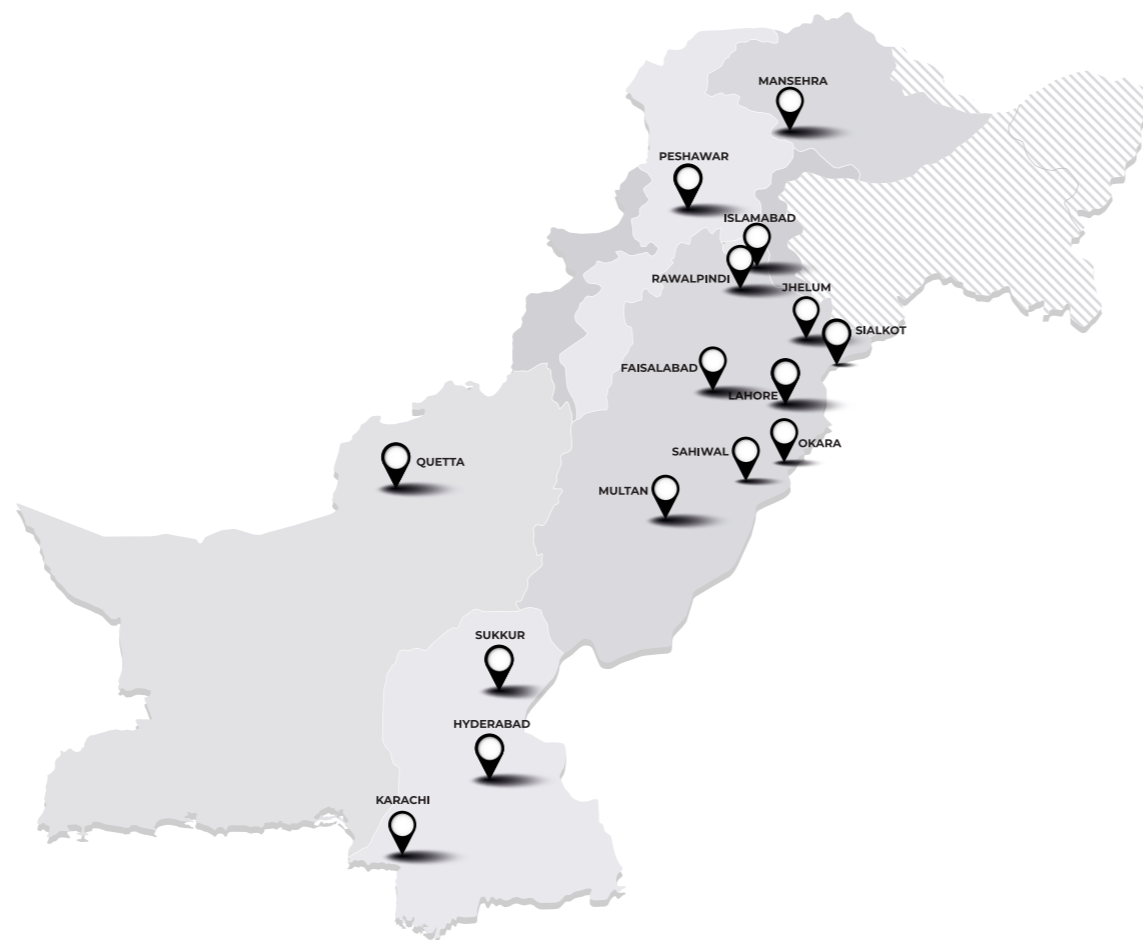 MANSEHRA
PESHAWAR
ISLAMABAD
RAWALPINDI
JHELUM
SIALKOT
FAISALABAD
LAHORE
OKARA
SAHIWAL
QUETTA
MULTAN
SUKKUR
HYDERABAD
KARACHI